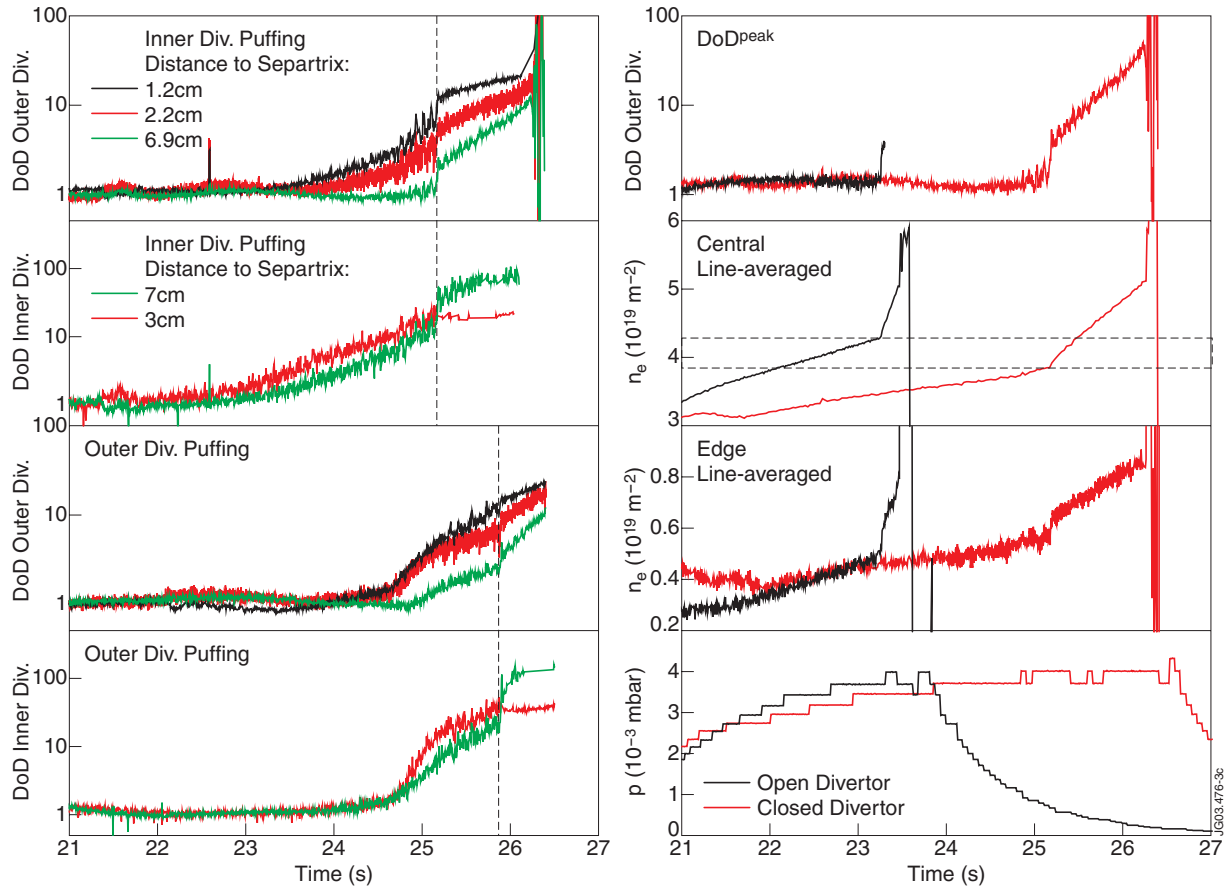 100
10
1
DoD Outer Div.
Inner Div. Puffing
Distance to Separtrix:
1.2cm
2.2cm
6.9cm
100
10
1
DoD Inner Div.
Inner Div. Puffing
Distance to Separtrix:
7cm
3cm
100
10
1
DoD Outer Div.
Outer Div. Puffing
100
10
1
DoD Inner Div.
Outer Div. Puffing
21 22 23 24 25 26 27
Time (s)
100
10
1
DoD Outer Div.
DoDpeak
6
5
4
3
ne (10^19 m−2)
Central
Line-averaged
0.8
0.6
0.4
0.2
ne (10^19 m−2)
Edge
Line-averaged
4
3
2
1
0
p (10^−3 mbar)
Open Divertor
Closed Divertor
21 22 23 24 25 26 27
Time (s)
JG03.476-3c